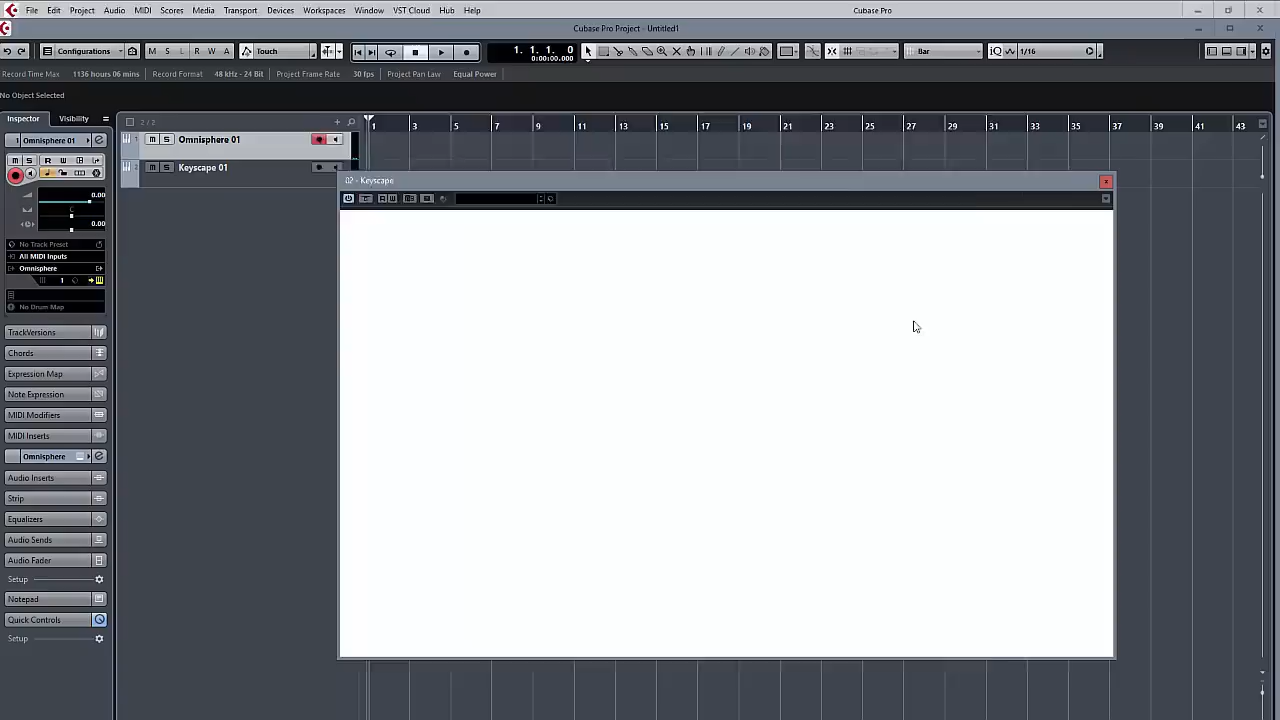 File Edit Project Audio MIDI Scores Media Transport Devices Workspaces Window VST Cloud Hub Help Cubase Pro
Cubase Pro Project - Untitled1
Configurations M S L R W A Touch 1. 1. 1. 0 0:00:00.000 Bar iQ 1/16
Record Time Max 1136 hours 06 mins Record Format 48 kHz - 24 Bit Project Frame Rate 30 fps Project Pan Law Equal Power
No Object Selected
Inspector Visibility 2 / 2 1 3 5 7 9 11 13 15 17 19 21 23 25 27 29 31 33 35 37 39 41 43
1 Omnisphere 01 1 M S Omnisphere 01
M S R W
2 M S Keyscape 01
02 - Keyscape
R W
0.00
C
0.00
No Track Preset
All MIDI Inputs
Omnisphere
1
No Drum Map
TrackVersions
Chords
Expression Map
Note Expression
MIDI Modifiers
MIDI Inserts
Omnisphere
Audio Inserts
Strip
Equalizers
Audio Sends
Audio Fader
Setup
Notepad
Quick Controls
Setup